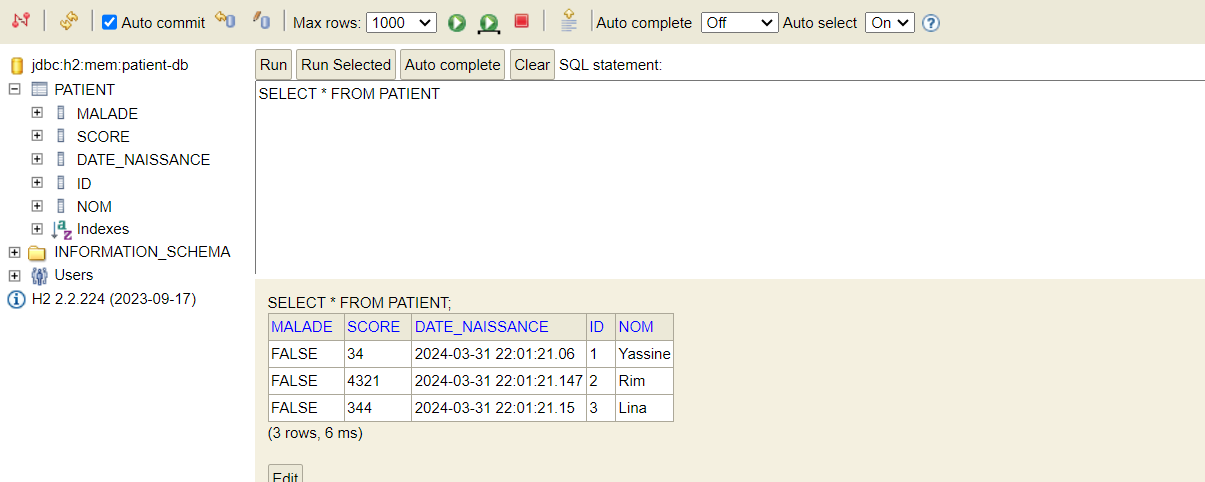 Auto commit Max rows: 1000 Auto complete Off Auto select On ?
jdbc:h2:mem:patient-db
PATIENT
MALADE
SCORE
DATE_NAISSANCE
ID
NOM
Indexes
INFORMATION_SCHEMA
Users
H2 2.2.224 (2023-09-17)
Run Run Selected Auto complete Clear SQL statement:
SELECT * FROM PATIENT
SELECT * FROM PATIENT;
MALADE SCORE DATE_NAISSANCE ID NOM
FALSE 34 2024-03-31 22:01:21.06 1 Yassine
FALSE 4321 2024-03-31 22:01:21.147 2 Rim
FALSE 344 2024-03-31 22:01:21.15 3 Lina
(3 rows, 6 ms)
Edit